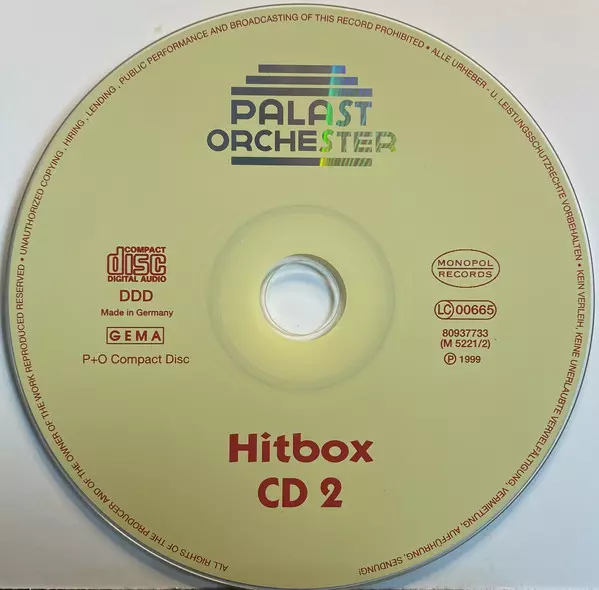 PALAST
ORCHESTER
COMPACT
disc
DIGITAL AUDIO
DDD
Made in Germany
GEMA
P+O Compact Disc
MONOPOL
RECORDS
LC 00665
80937733
(M 5221/2)
℗ 1999
Hitbox
CD 2
ALL RIGHTS OF THE PRODUCER AND OF THE OWNER OF THE WORK REPRODUCED RESERVED • UNAUTHORIZED COPYING, HIRING, LENDING, PUBLIC PERFORMANCE AND BROADCASTING OF THIS RECORD PROHIBITED • ALLE URHEBER - U. LEISTUNGSSCHUTZRECHTE VORBEHALTEN • KEIN VERLEIH, KEINE UNERLAUBTE VERVIELFÄLTIGUNG, VERMIETUNG, AUFFÜHRUNG, SENDUNG!